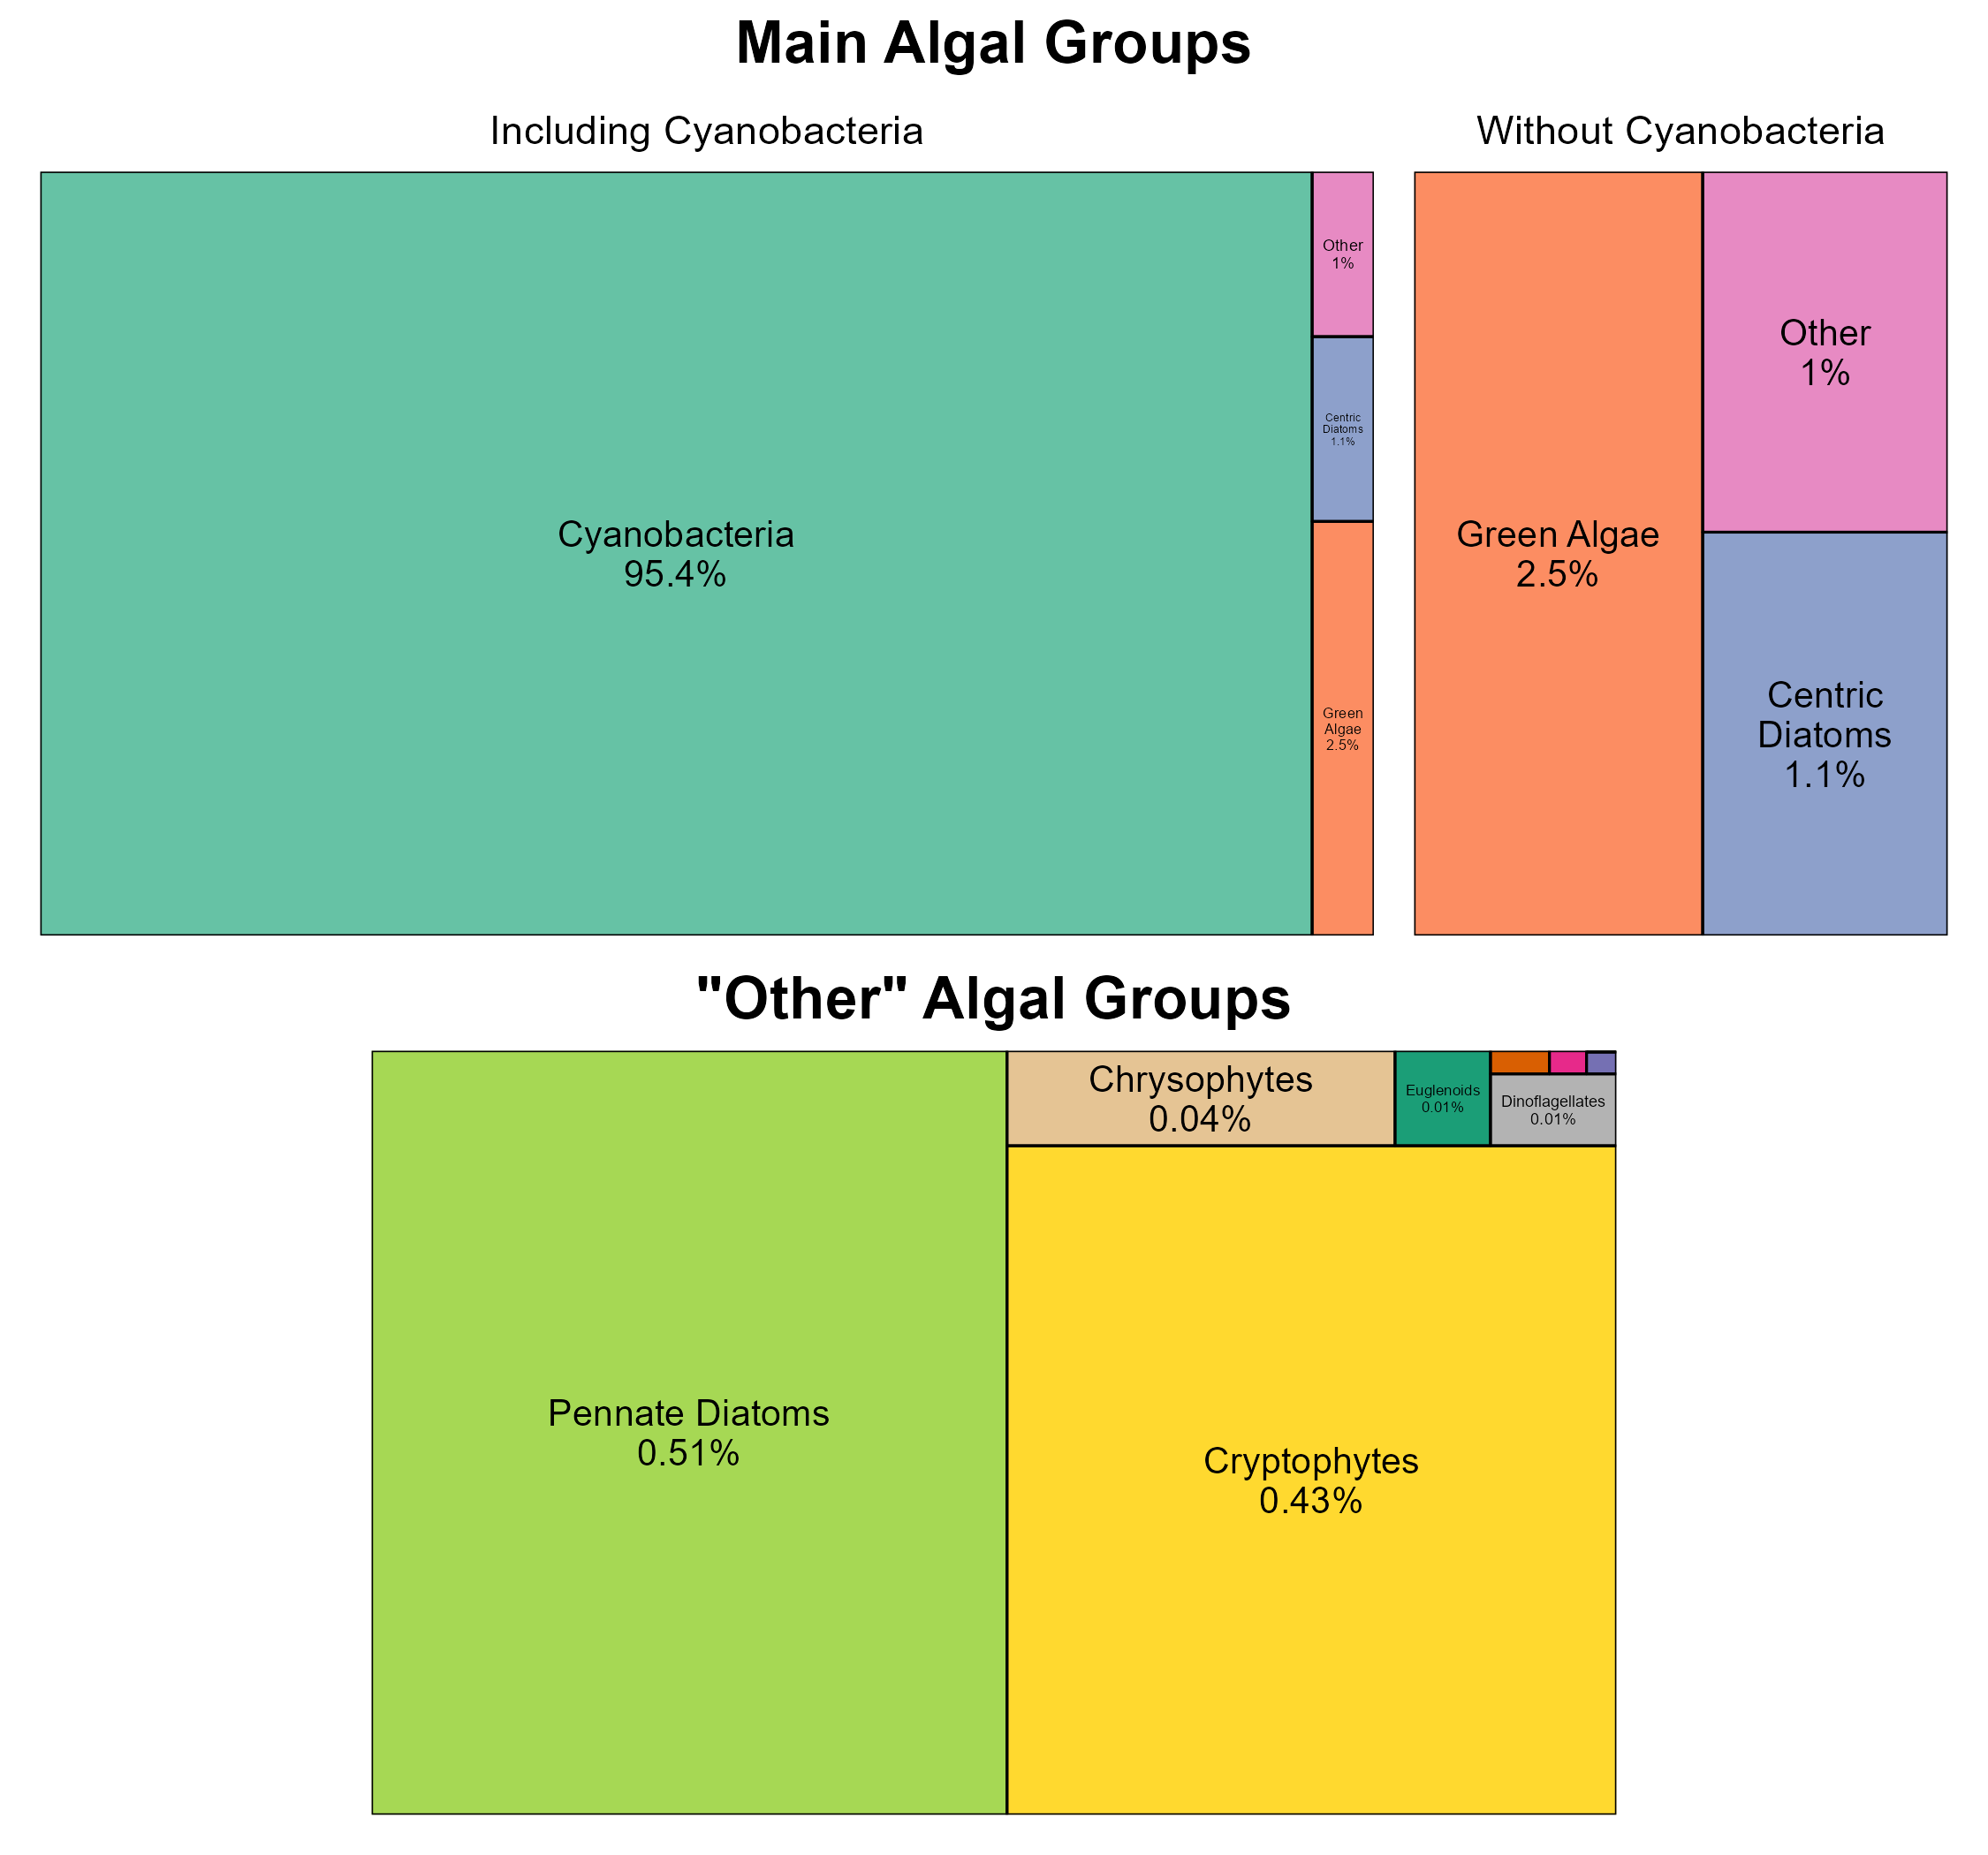 Main Algal Groups
Including Cyanobacteria
Without Cyanobacteria
Cyanobacteria
95.4%
Other
1%
Centric
Diatoms
1.1%
Green
Algae
2.5%
Green Algae
2.5%
Other
1%
Centric
Diatoms
1.1%
"Other" Algal Groups
Pennate Diatoms
0.51%
Chrysophytes
0.04%
Euglenoids
0.01%
Dinoflagellates
0.01%
Cryptophytes
0.43%